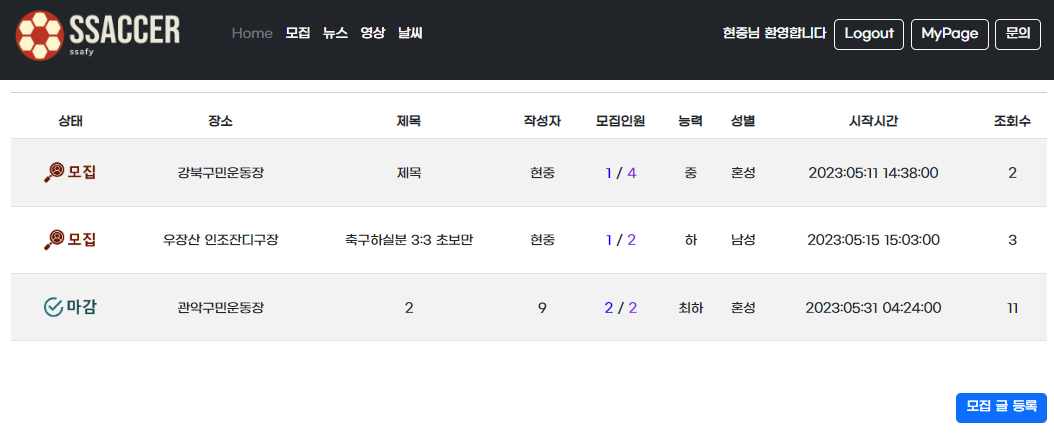 SSACCER
ssafy
Home 모집 뉴스 영상 날씨
현중님 환영합니다 Logout MyPage 문의
상태 장소 제목 작성자 모집인원 능력 성별 시작시간 조회수
모집 강북구민운동장 제목 현중 1 / 4 중 혼성 2023:05:11 14:38:00 2
모집 우장산 인조잔디구장 축구하실분 3:3 초보만 현중 1 / 2 하 남성 2023:05:15 15:03:00 3
마감 관악구민운동장 2 9 2 / 2 최하 혼성 2023:05:31 04:24:00 11
모집 글 등록